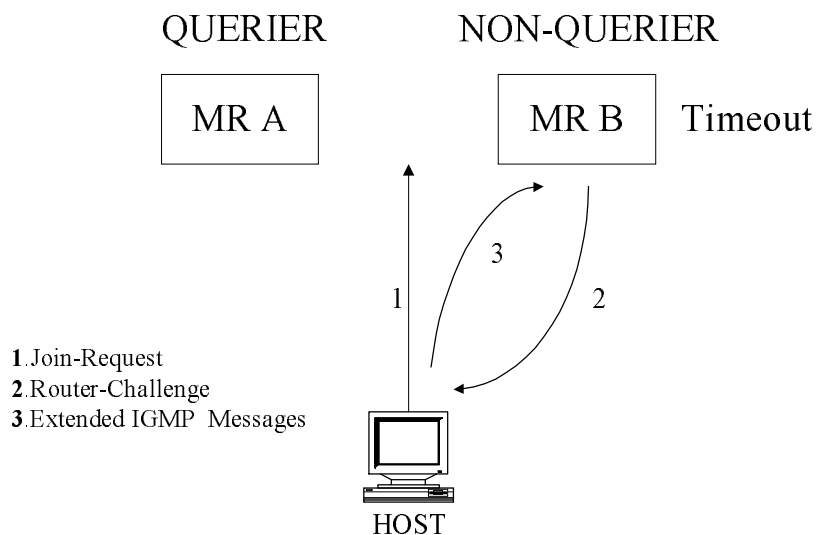 QUERIER
NON-QUERIER
MR A
MR B
Timeout
1
3
2
1.Join-Request
2.Router-Challenge
3.Extended IGMP Messages
HOST